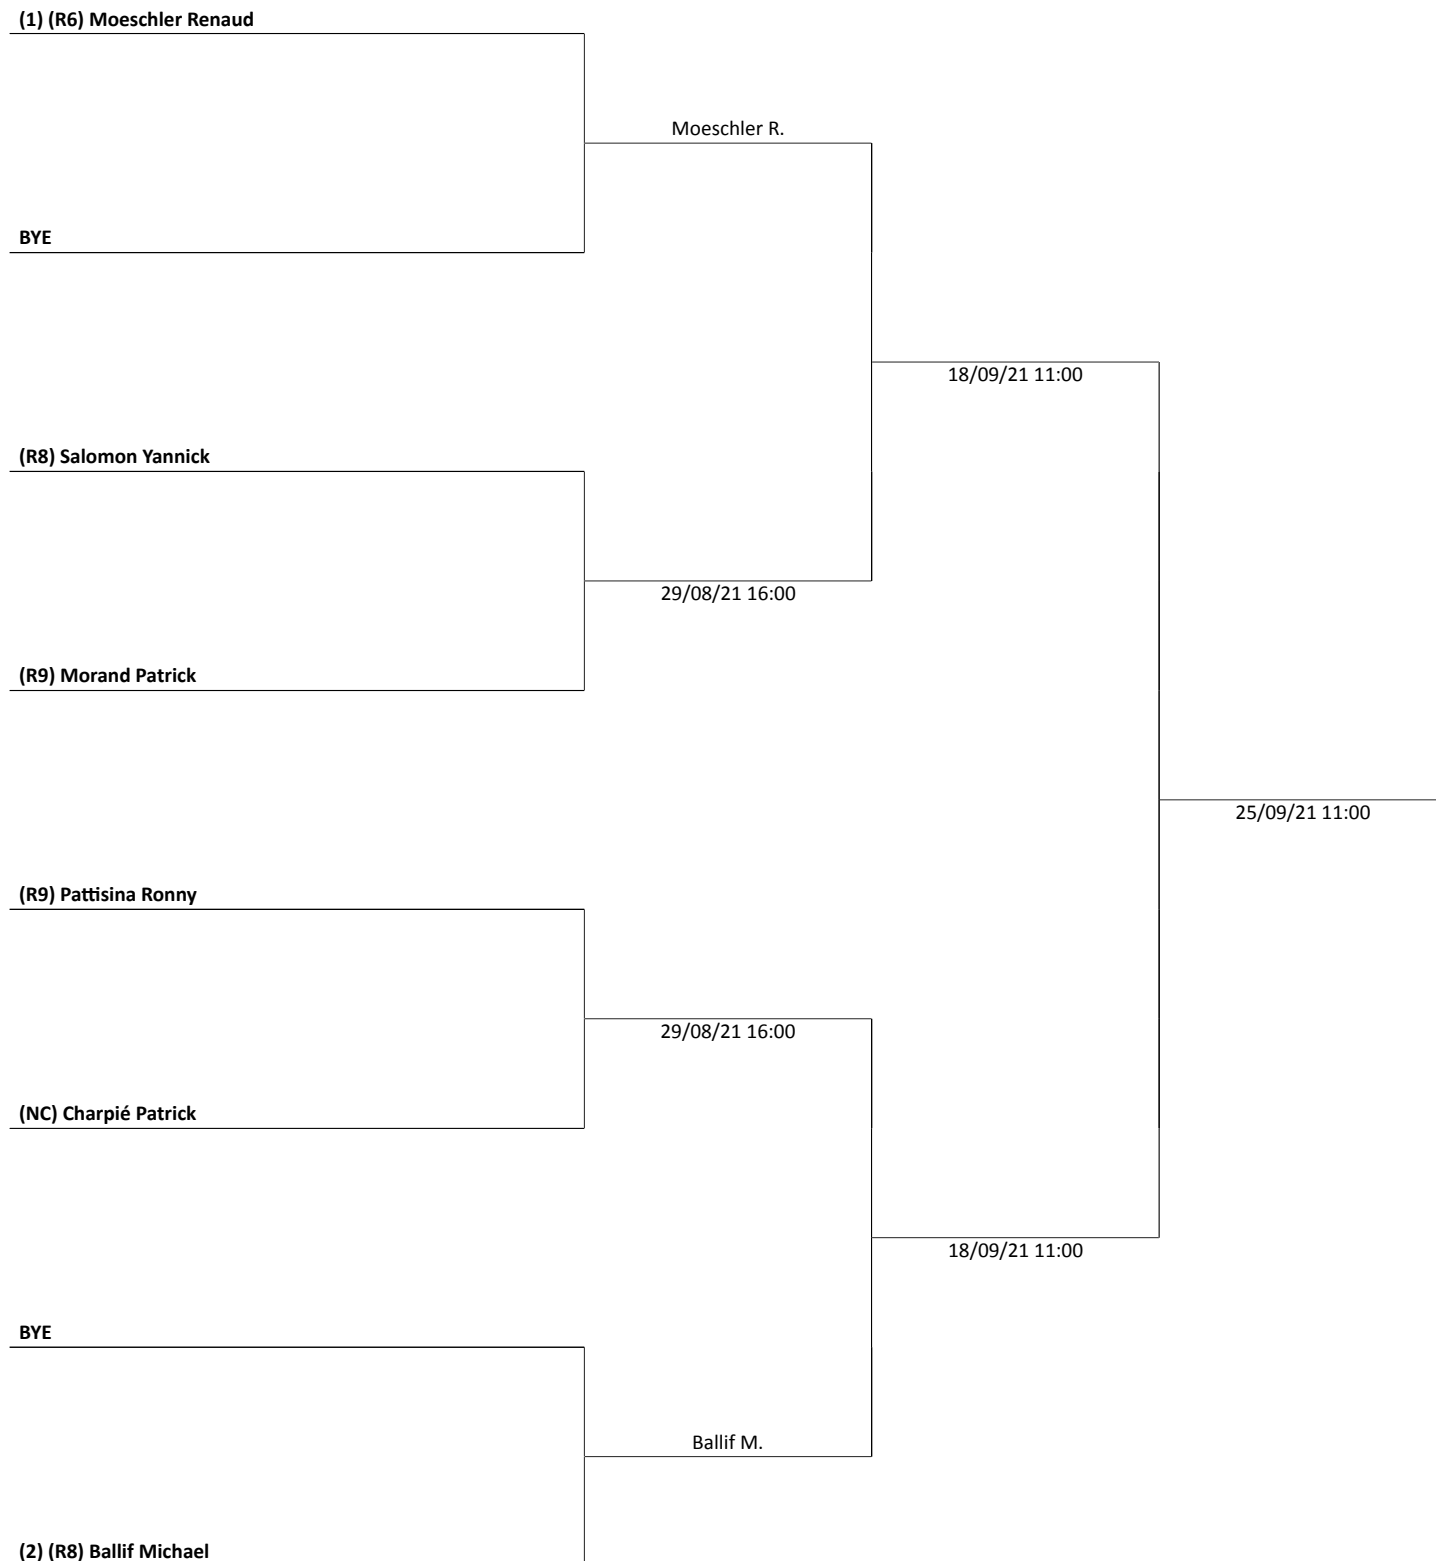 (1) (R6) Moeschler Renaud
Moeschler R.
BYE
18/09/21 11:00
(R8) Salomon Yannick
29/08/21 16:00
(R9) Morand Patrick
25/09/21 11:00
(R9) Pattisina Ronny
29/08/21 16:00
(NC) Charpié Patrick
18/09/21 11:00
BYE
Ballif M.
(2) (R8) Ballif Michael